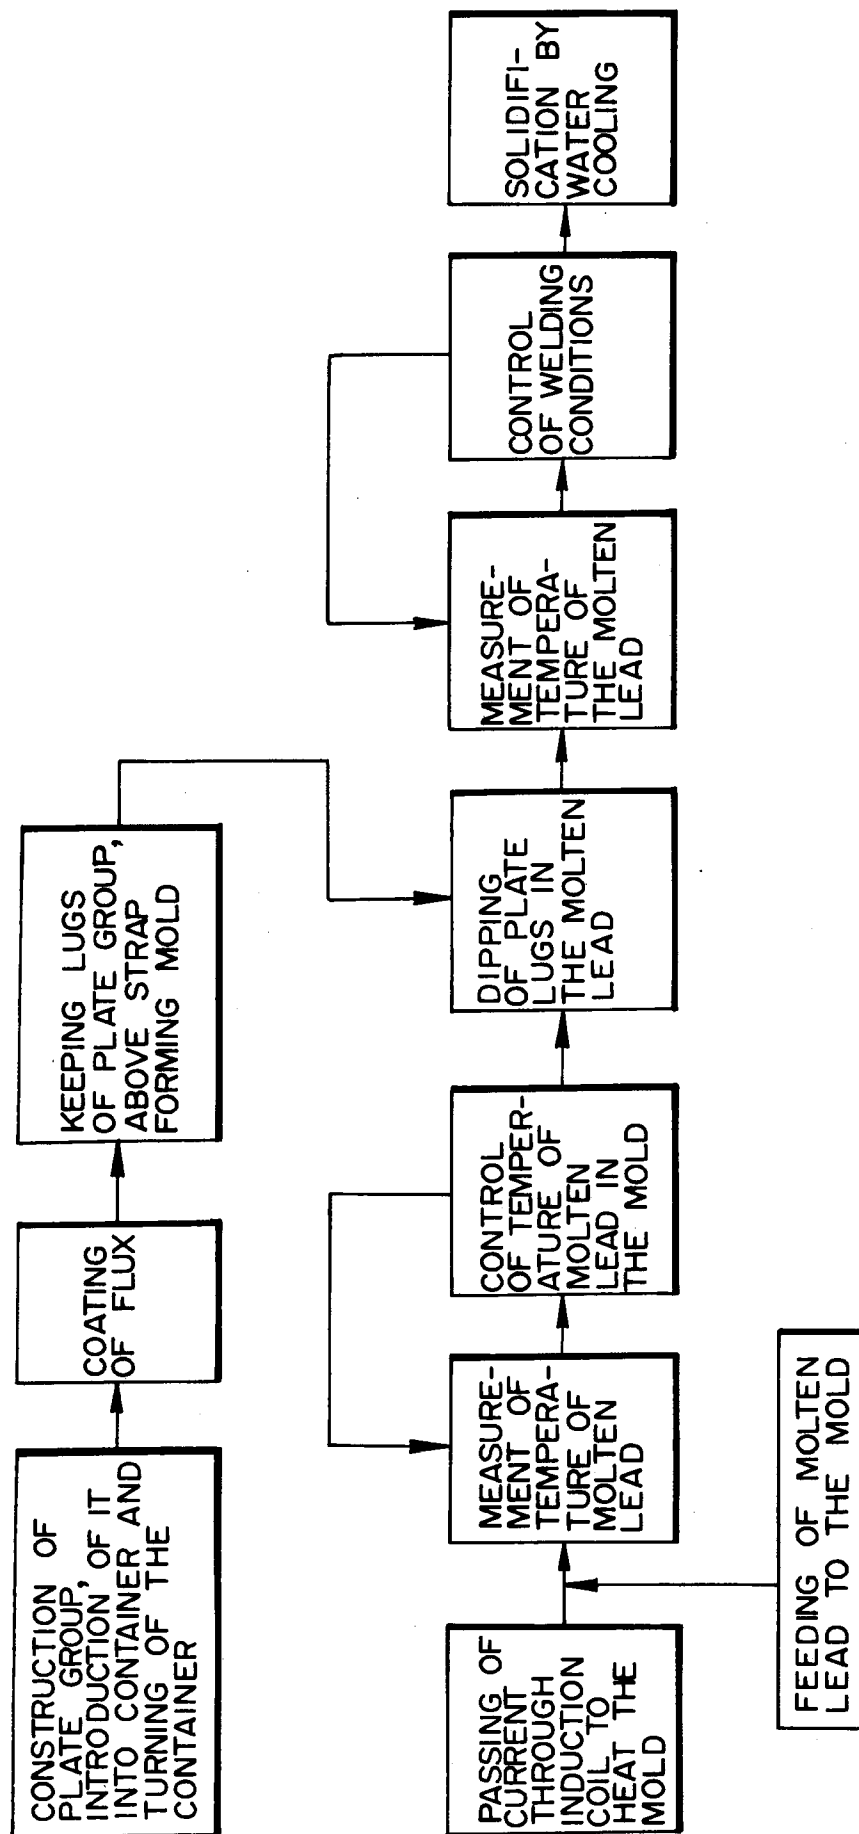 CONSTRUCTION OF
PLATE GROUP,
INTRODUCTION OF IT
INTO CONTAINER AND
TURNING OF THE
CONTAINER
COATING
OF FLUX
KEEPING LUGS
OF PLATE GROUP,
ABOVE STRAP
FORMING MOLD
PASSING OF
CURRENT
THROUGH
INDUCTION
COIL TO
HEAT THE
MOLD
MEASURE-
MENT OF
TEMPERA-
TURE OF
MOLTEN
LEAD
CONTROL
OF TEMPER-
ATURE OF
MOLTEN
LEAD IN
THE MOLD
DIPPING
OF PLATE
LUGS IN
THE MOLTEN
LEAD
MEASURE-
MENT OF
TEMPERA-
TURE OF
THE MOLTEN
LEAD
CONTROL
OF WELDING
CONDITIONS
SOLIDIFI-
CATION BY
WATER
COOLING
FEEDING OF MOLTEN
LEAD TO THE MOLD